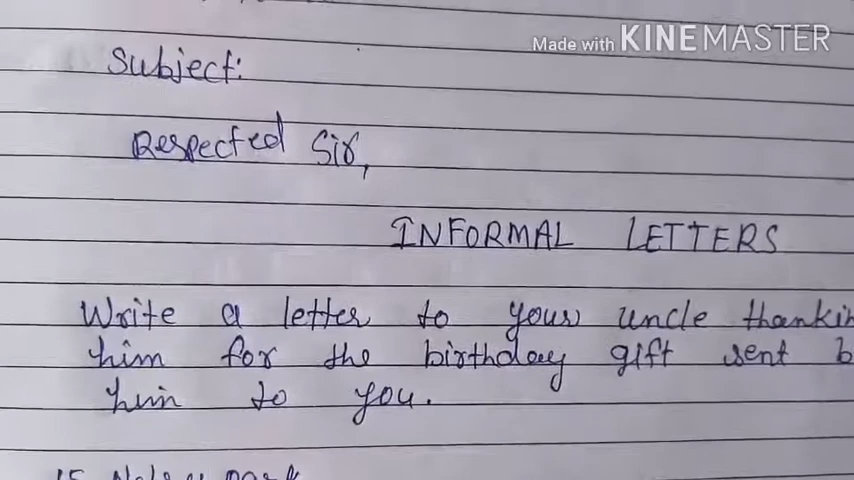 Made with KINEMASTER
Subject:
Respected Sir,
INFORMAL LETTERS
Write a letter to your uncle thankin
him for the birthday gift sent b
him to you.
15